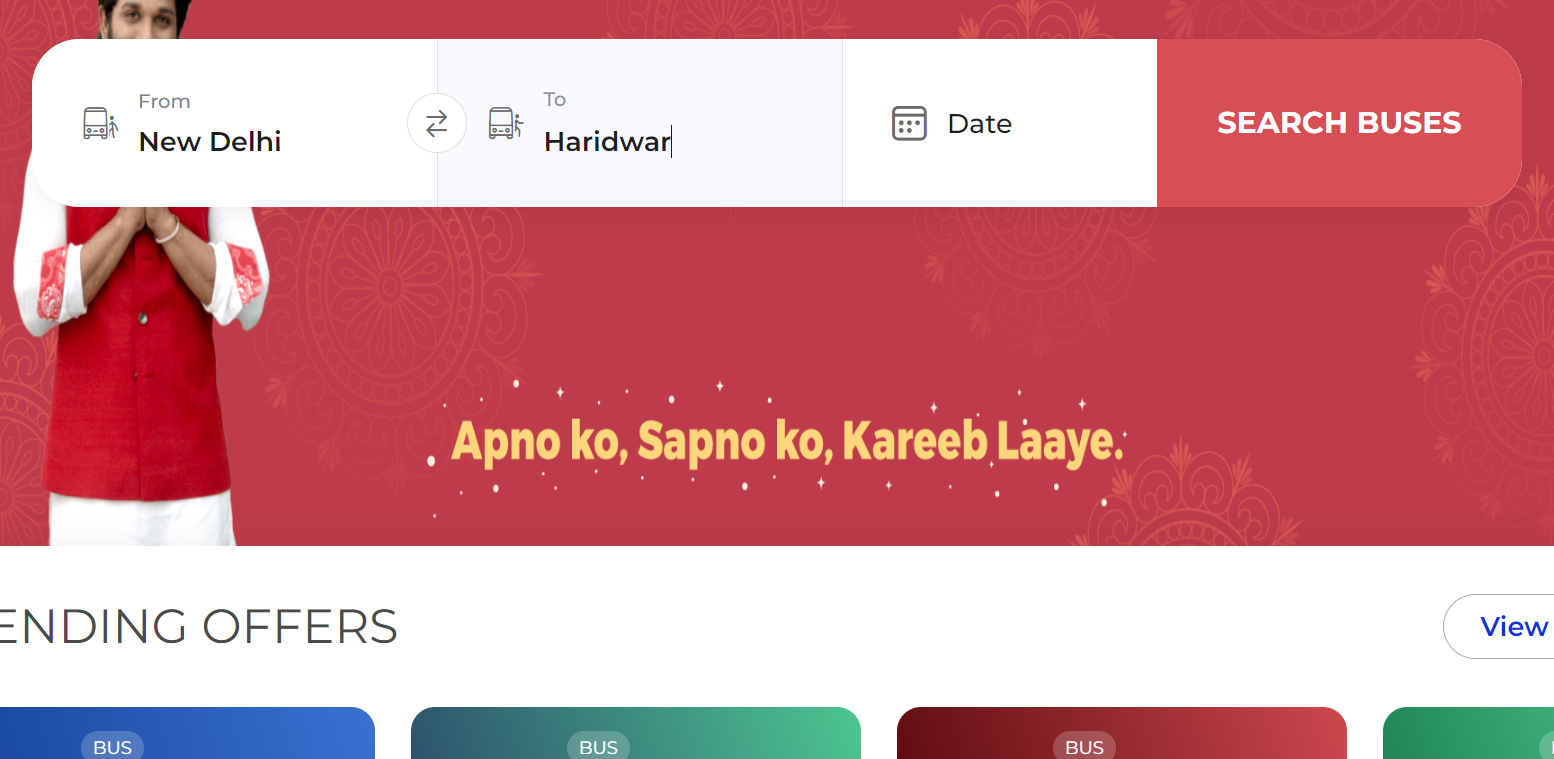 From
New Delhi
To
Haridwar
Date
SEARCH BUSES
Apno ko, Sapno ko, Kareeb Laaye.
ENDING OFFERS
View
BUS
BUS
BUS